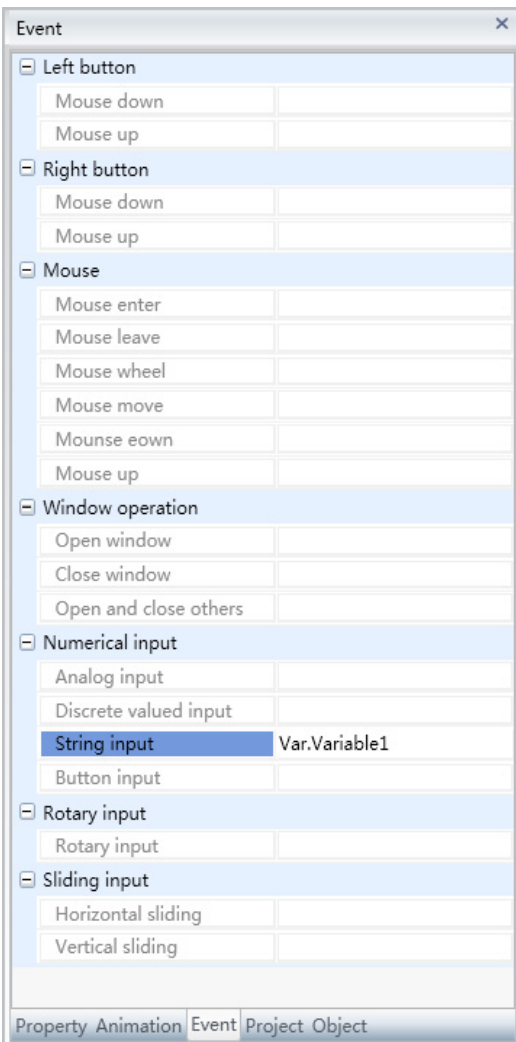 Event
Left button
Mouse down
Mouse up
Right button
Mouse down
Mouse up
Mouse
Mouse enter
Mouse leave
Mouse wheel
Mouse move
Mounse eown
Mouse up
Window operation
Open window
Close window
Open and close others
Numerical input
Analog input
Discrete valued input
String input Var.Variable1
Button input
Rotary input
Rotary input
Sliding input
Horizontal sliding
Vertical sliding
Property Animation Event Project Object